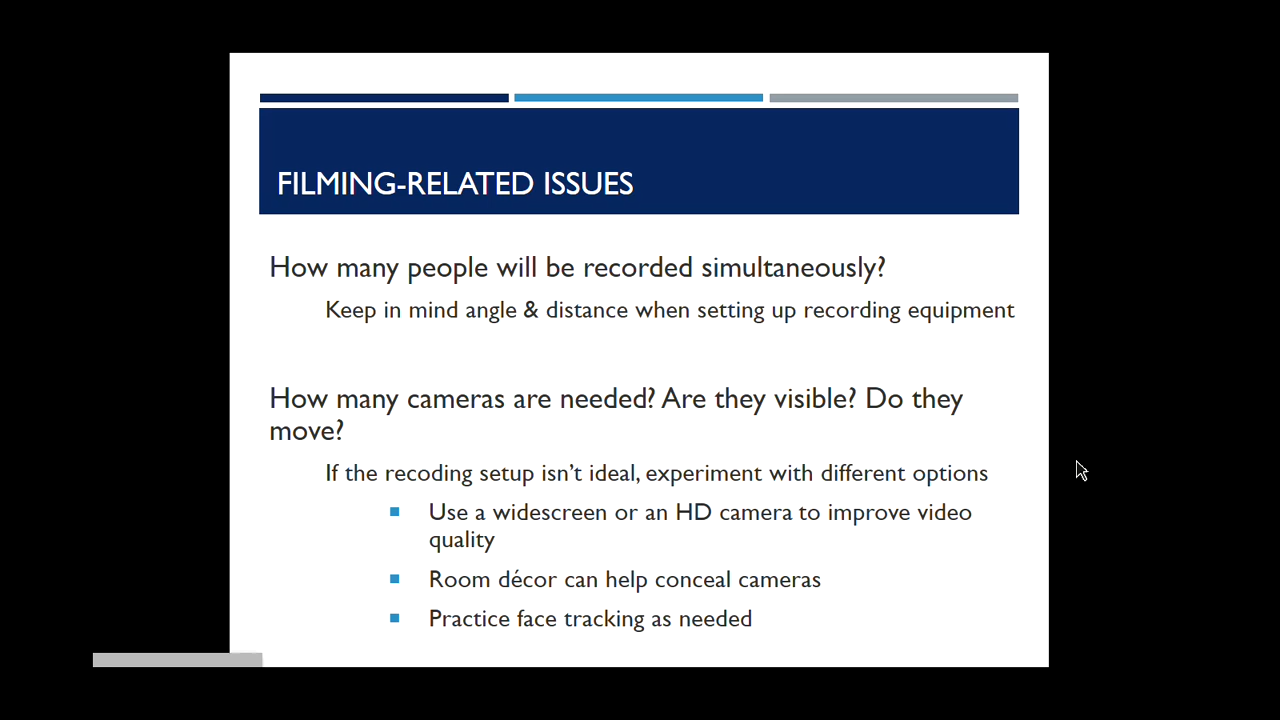 FILMING-RELATED ISSUES
How many people will be recorded simultaneously?
Keep in mind angle & distance when setting up recording equipment
How many cameras are needed? Are they visible? Do they
move?
If the recoding setup isn’t ideal, experiment with different options
Use a widescreen or an HD camera to improve video
quality
Room décor can help conceal cameras
Practice face tracking as needed